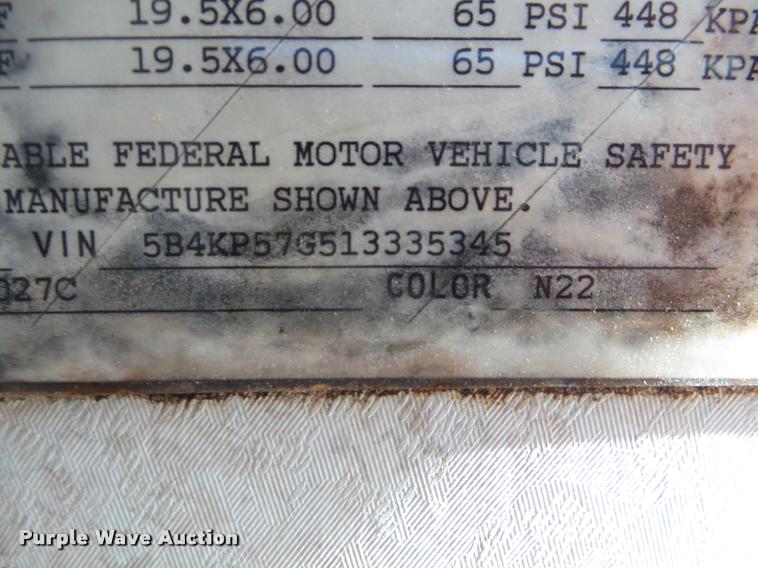 F 19.5X6.00 65 PSI 448 KPA
F 19.5X6.00 65 PSI 448 KPA
ABLE FEDERAL MOTOR VEHICLE SAFETY
MANUFACTURE SHOWN ABOVE.
VIN 5B4KP57G513335345
027C COLOR N22
Purple Wave Auction